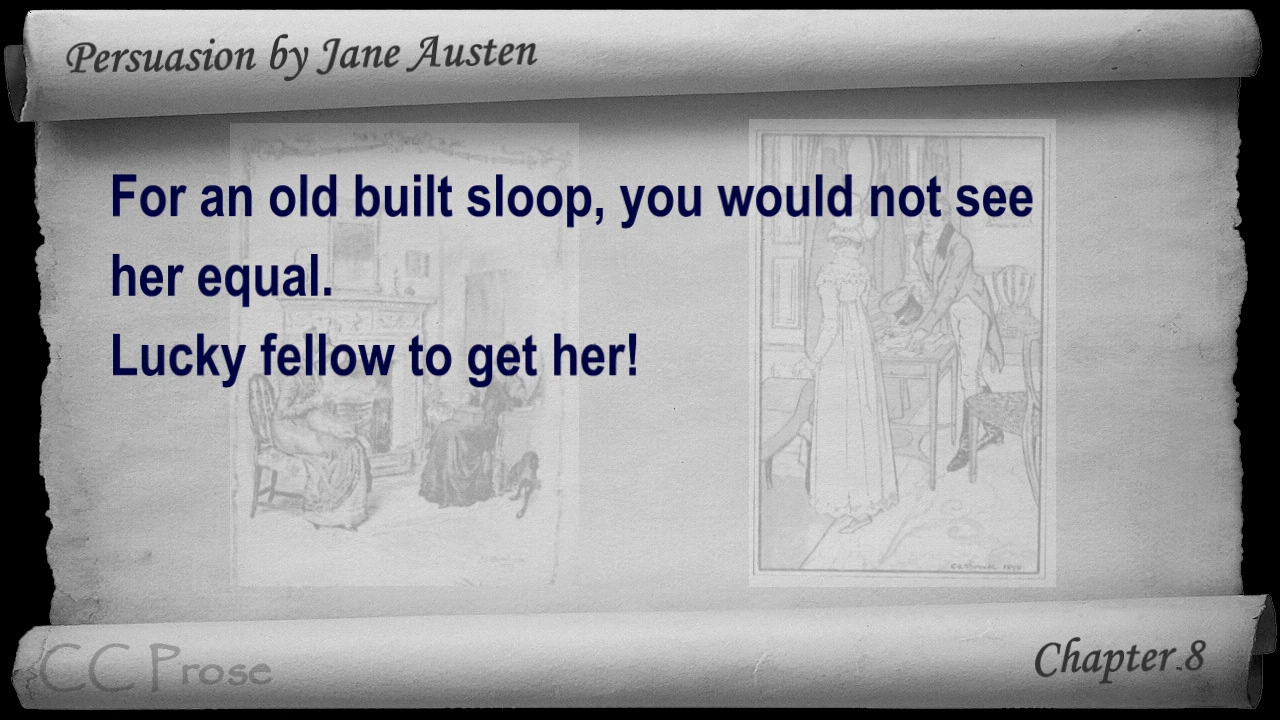 Persuasion by Jane Austen
For an old built sloop, you would not see
her equal.
Lucky fellow to get her!
CC Prose
Chapter 8